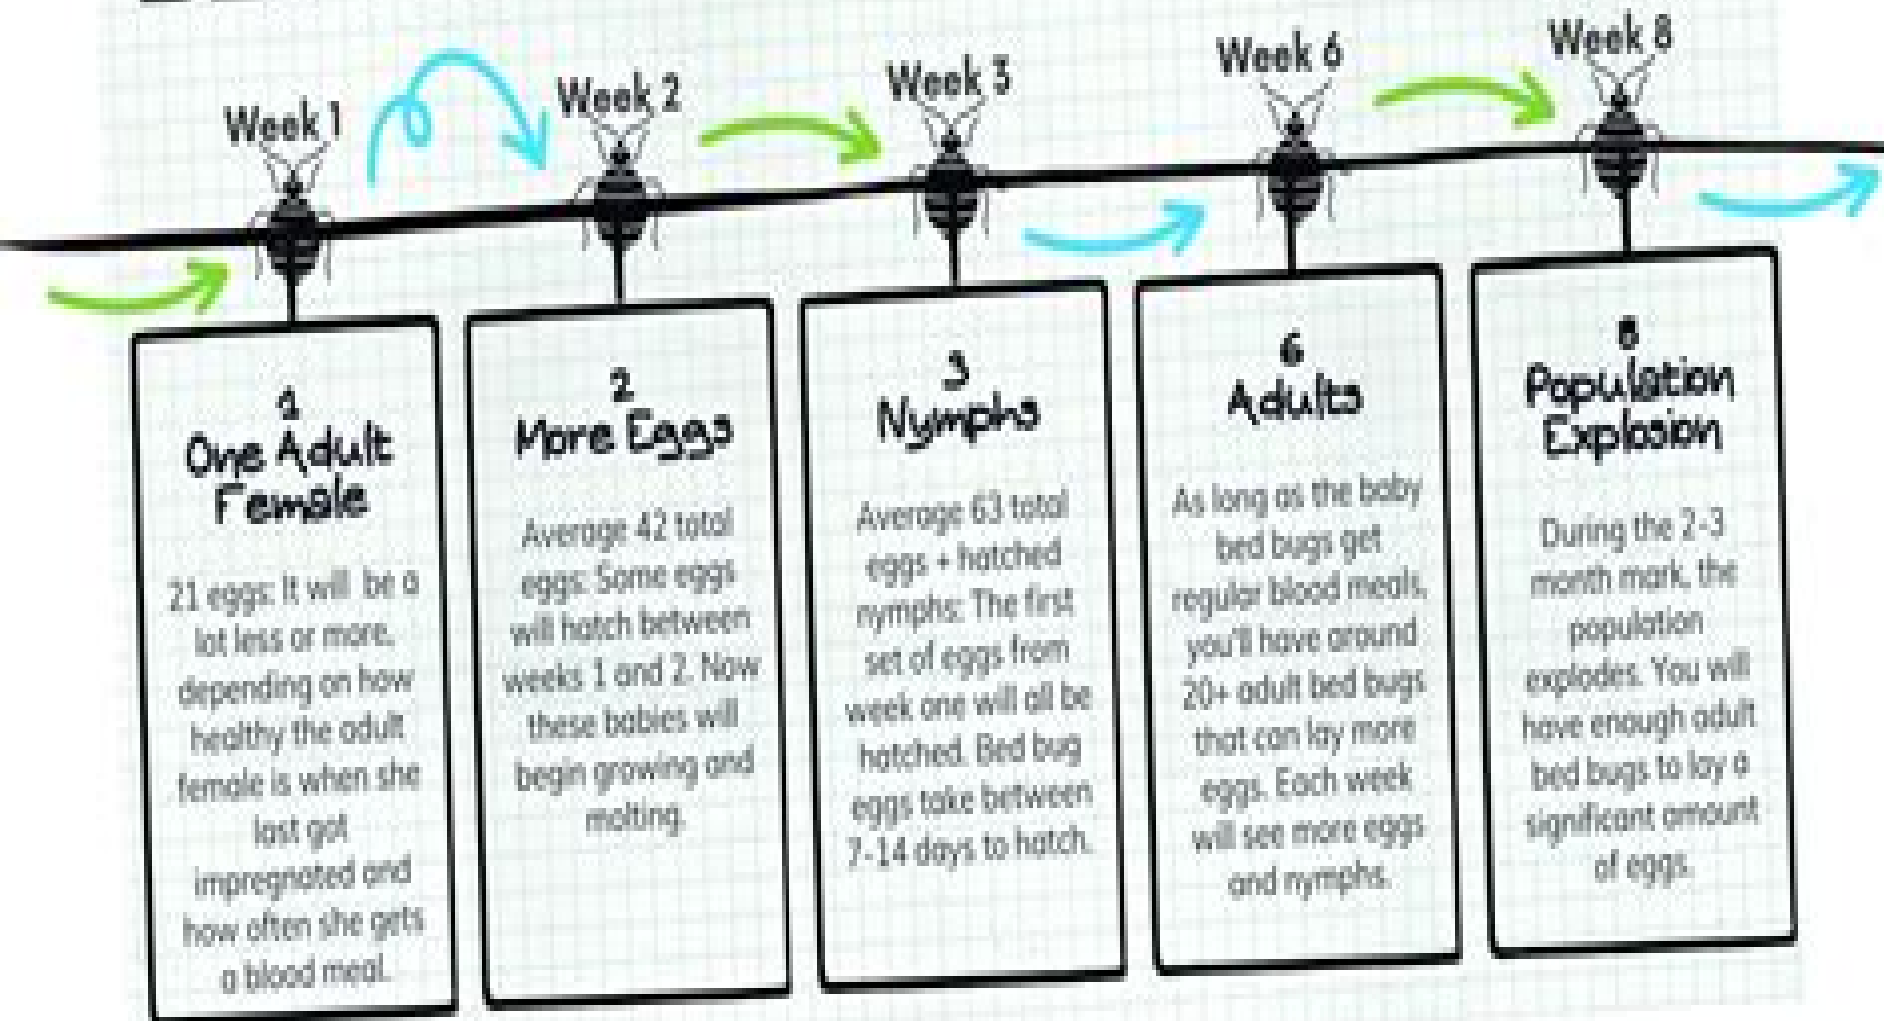 Week 1
Week 2
Week 3
Week 6
Week 8
1
One Adult
Female
21 eggs: It will be a
lot less or more,
depending on how
healthy the adult
female is when she
last got
impregnated and
how often she gets
a blood meal.
2
More Eggs
Average 42 total
eggs: Some eggs
will hatch between
weeks 1 and 2. Now
these babies will
begin growing and
molting.
3
Nymphs
Average 63 total
eggs + hatched
nymphs: The first
set of eggs from
week one will all be
hatched. Bed bug
eggs take between
7-14 days to hatch.
6
Adults
As long as the baby
bed bugs get
regular blood meals,
you'll have around
20+ adult bed bugs
that can lay more
eggs. Each week
will see more eggs
and nymphs.
8
Population
Explosion
During the 2-3
month mark, the
population
explodes. You will
have enough adult
bed bugs to lay a
significant amount
of eggs.